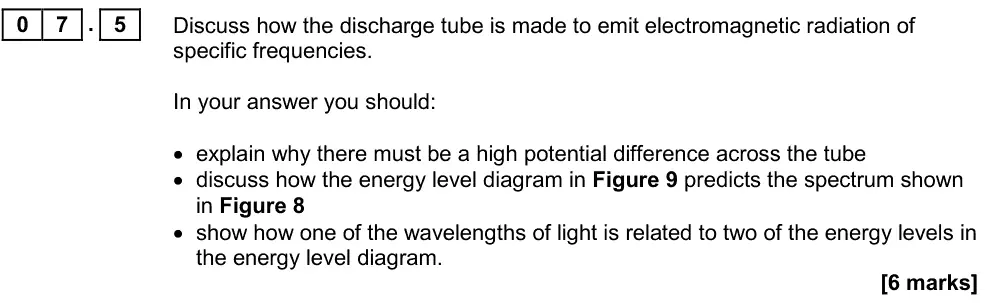 0 7 . 5 Discuss how the discharge tube is made to emit electromagnetic radiation of
specific frequencies.
In your answer you should:
• explain why there must be a high potential difference across the tube
• discuss how the energy level diagram in Figure 9 predicts the spectrum shown
in Figure 8
• show how one of the wavelengths of light is related to two of the energy levels in
the energy level diagram.
[6 marks]